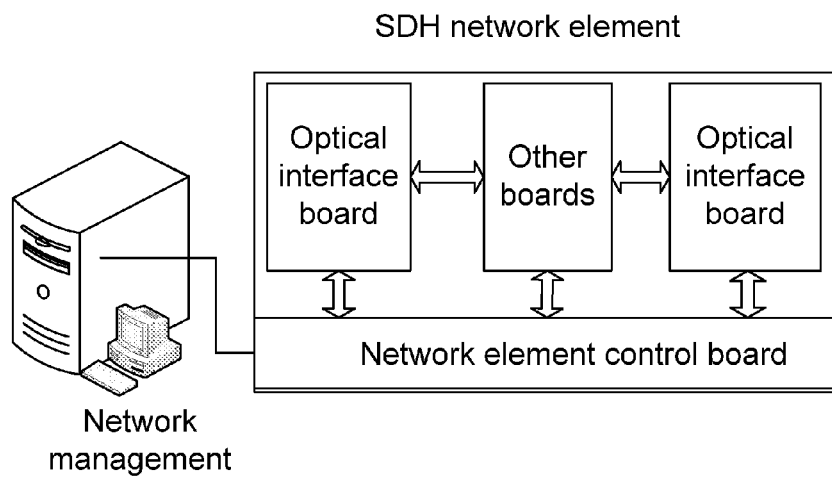 SDH network element
Optical
interface
board
Other
boards
Optical
interface
board
Network element control board
Network
management